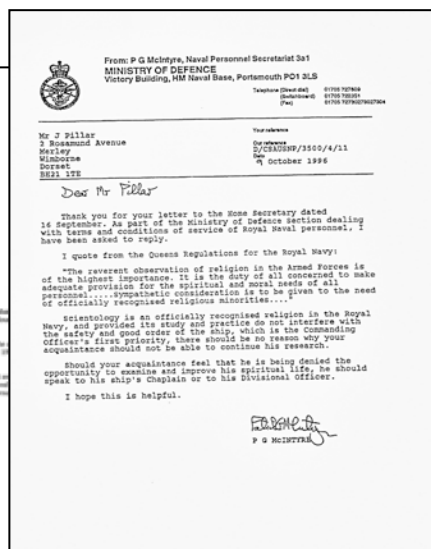 From: P G McIntyre, Naval Personnel Secretariat 3a1
MINISTRY OF DEFENCE
Victory Building, HM Naval Base, Portsmouth PO1 3LS
Telephone (Direct dial)
(Switchboard)
(Fax)
Your reference
Mr J Pillar
2 Rosamund Avenue
Merley
Wimborne
Dorset
BH21 1TE
Our reference
D/CSAUSNP/3500/4/11
Date
9 October 1996
Dear Mr Pillar
Thank you for your letter to the Home Secretary dated
16 September. As part of the Ministry of Defence Section dealing
with terms and conditions of service of Royal Naval personnel, I
have been asked to reply.
I quote from the Queens Regulations for the Royal Navy:
"The reverent observation of religion in the Armed Forces is
of the highest importance. It is the duty of all concerned to make
adequate provision for the spiritual and moral needs of all
personnel.....Sympathetic consideration is to be given to the need
of officially recognised religious minorities...."
Scientology is an officially recognised religion in the Royal
Navy, and provided its study and practice do not interfere with
the safety and good order of the ship, which is the Commanding
Officer's first priority, there should be no reason why your
acquaintance should not be able to continue his research.
Should your acquaintance feel that he is being denied the
opportunity to examine and improve his spiritual life, he should
speak to his ship's Chaplain or to his Divisional Officer.
I hope this is helpful.
P G McINTYRE